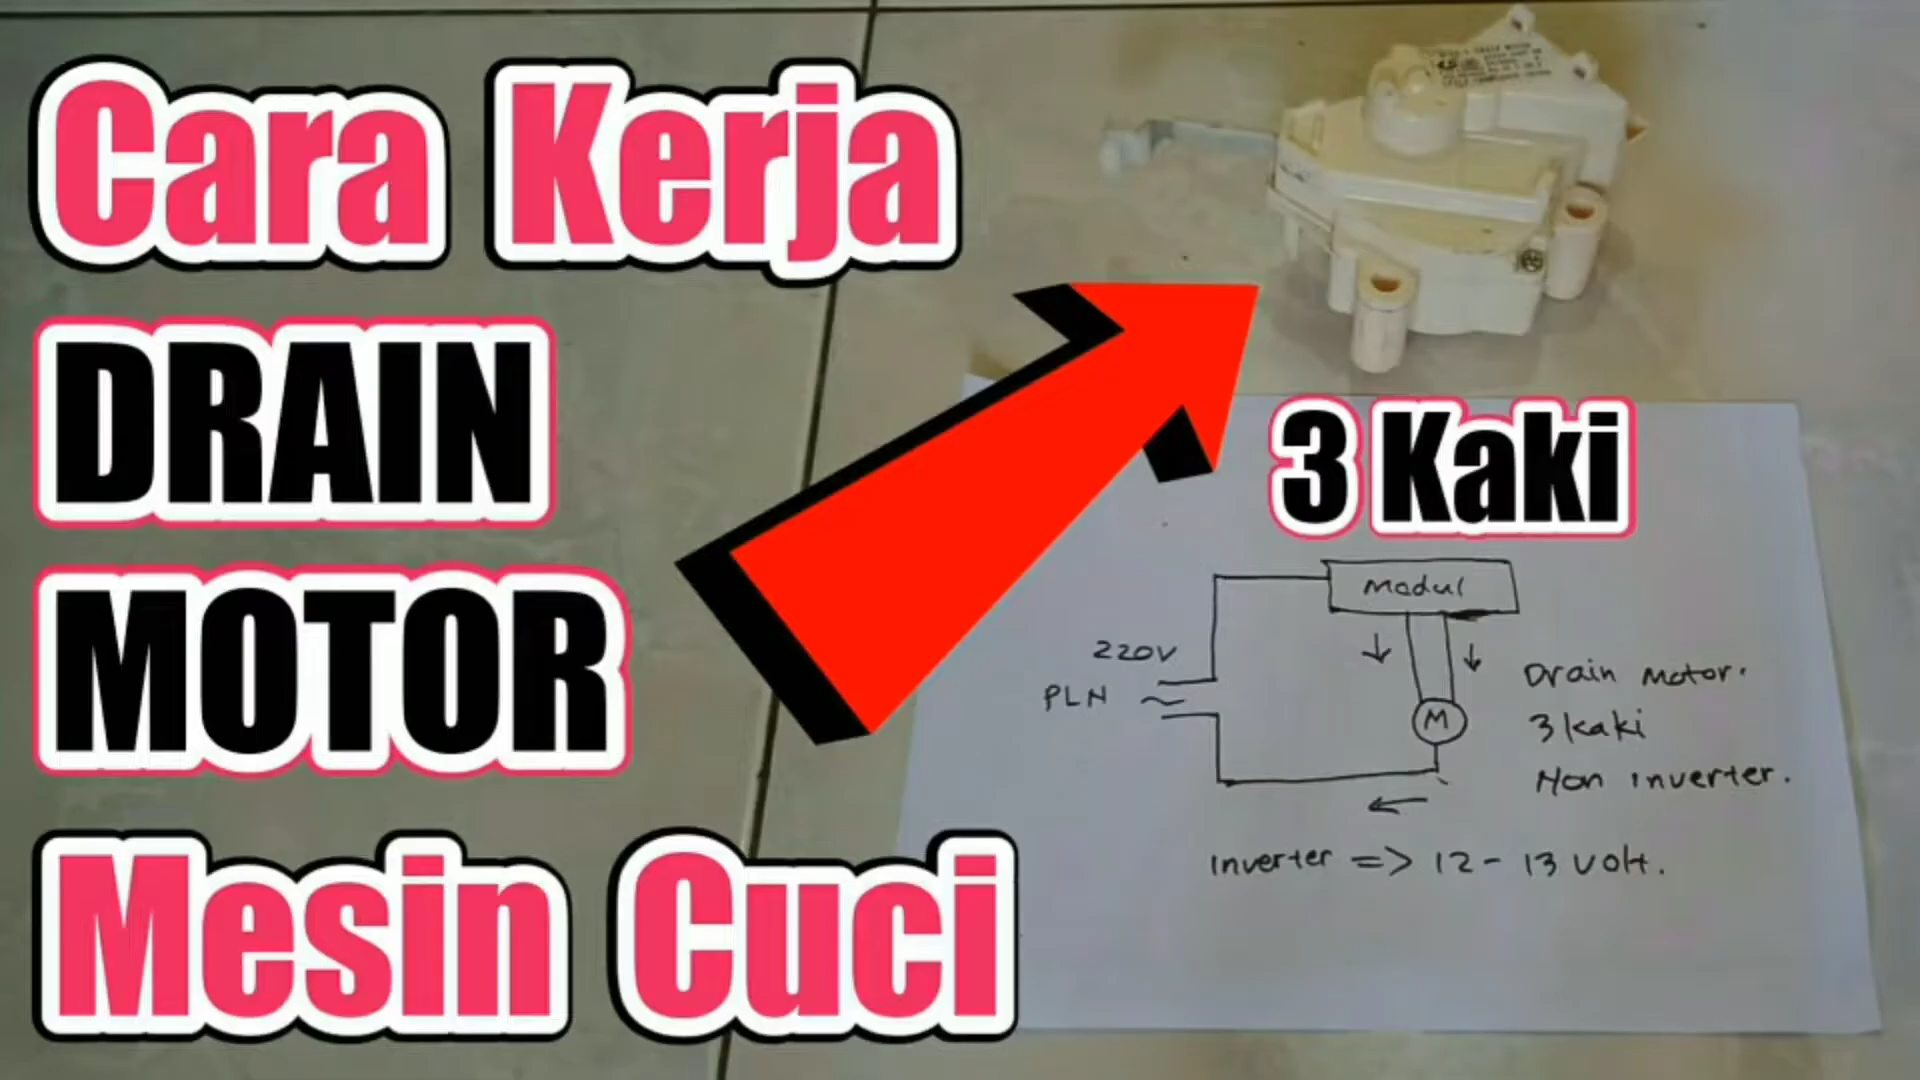 Cara Kerja
DRAIN
MOTOR
Mesin Cuci
3 Kaki
Modul
220V
PLN
M
Drain Motor.
3 kaki
Non inverter.
Inverter => 12 - 13 Volt.